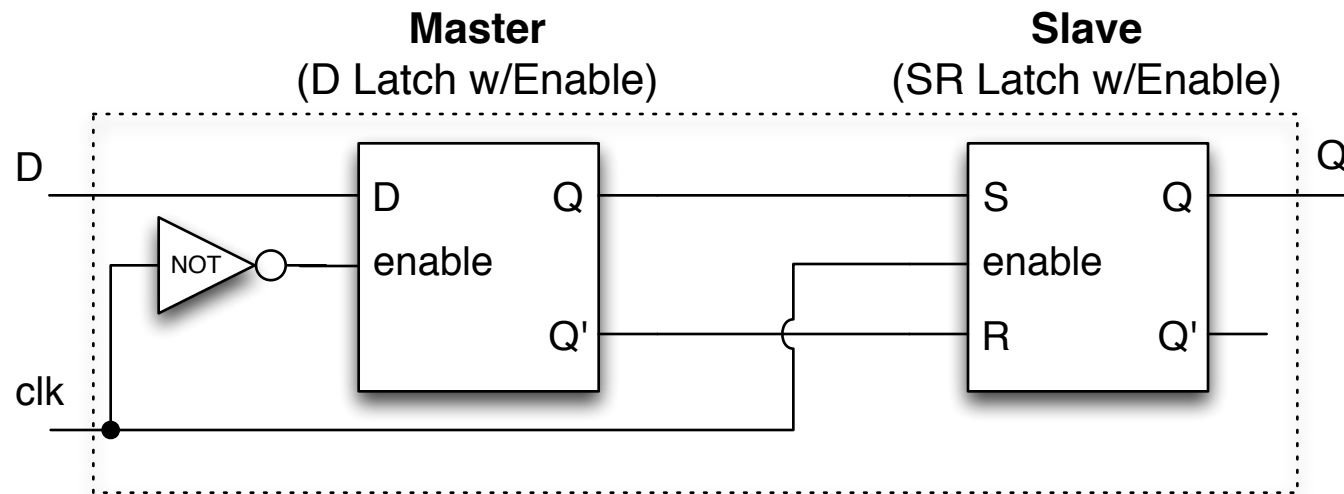 Master
(D Latch w/Enable)
Slave
(SR Latch w/Enable)
D
D
Q
S
Q
Q
NOT
enable
enable
Q'
R
Q'
clk